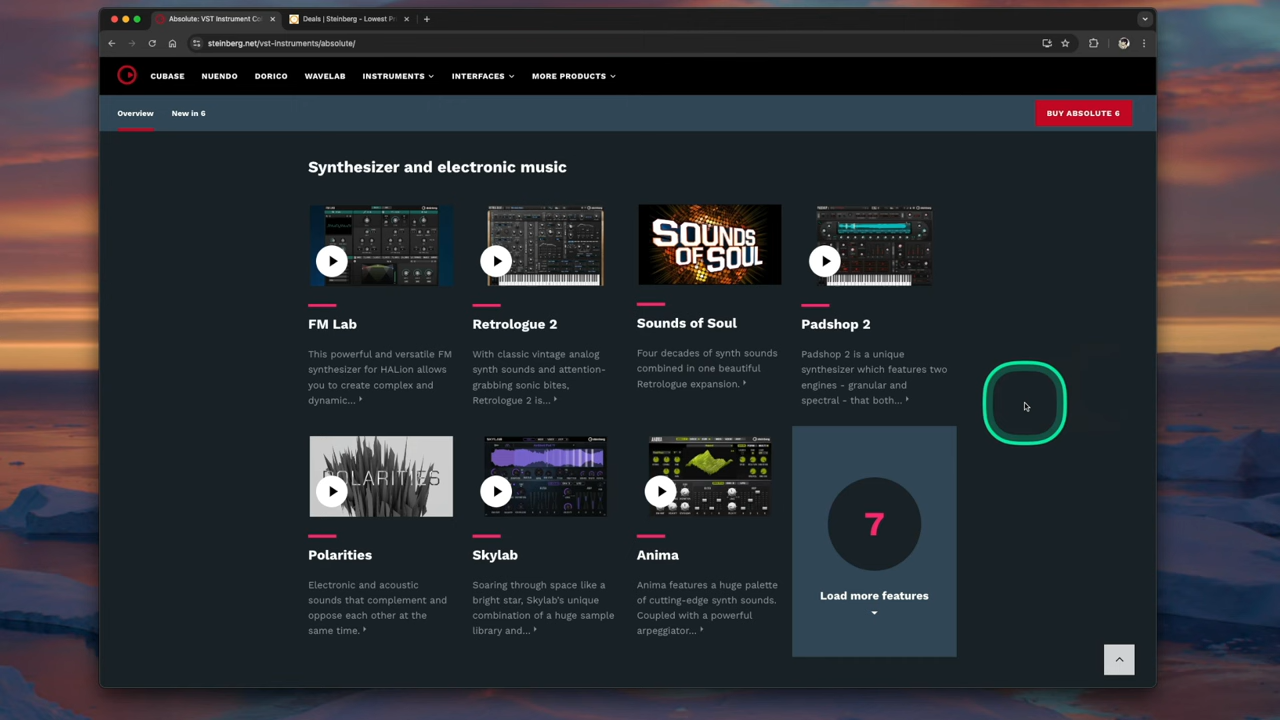 Absolute: VST Instrument Co
Deals | Steinberg - Lowest Pr
steinberg.net/vst-instruments/absolute/
CUBASE NUENDO DORICO WAVELAB INSTRUMENTS INTERFACES MORE PRODUCTS
Overview New in 6 BUY ABSOLUTE 6
Synthesizer and electronic music
SOUNDS
OF SOUL
FM Lab
This powerful and versatile FM
synthesizer for HALion allows
you to create complex and
dynamic...
Retrologue 2
With classic vintage analog
synth sounds and attention-
grabbing sonic bites,
Retrologue 2 is...
Sounds of Soul
Four decades of synth sounds
combined in one beautiful
Retrologue expansion.
Padshop 2
Padshop 2 is a unique
synthesizer which features two
engines - granular and
spectral - that both...
POLARITIES
Polarities
Electronic and acoustic
sounds that complement and
oppose each other at the
same time.
SKYLAB
Skylab
Soaring through space like a
bright star, Skylab's unique
combination of a huge sample
library and...
ANIMA
Anima
Anima features a huge palette
of cutting-edge synth sounds.
Coupled with a powerful
arpeggiator...
7
Load more features